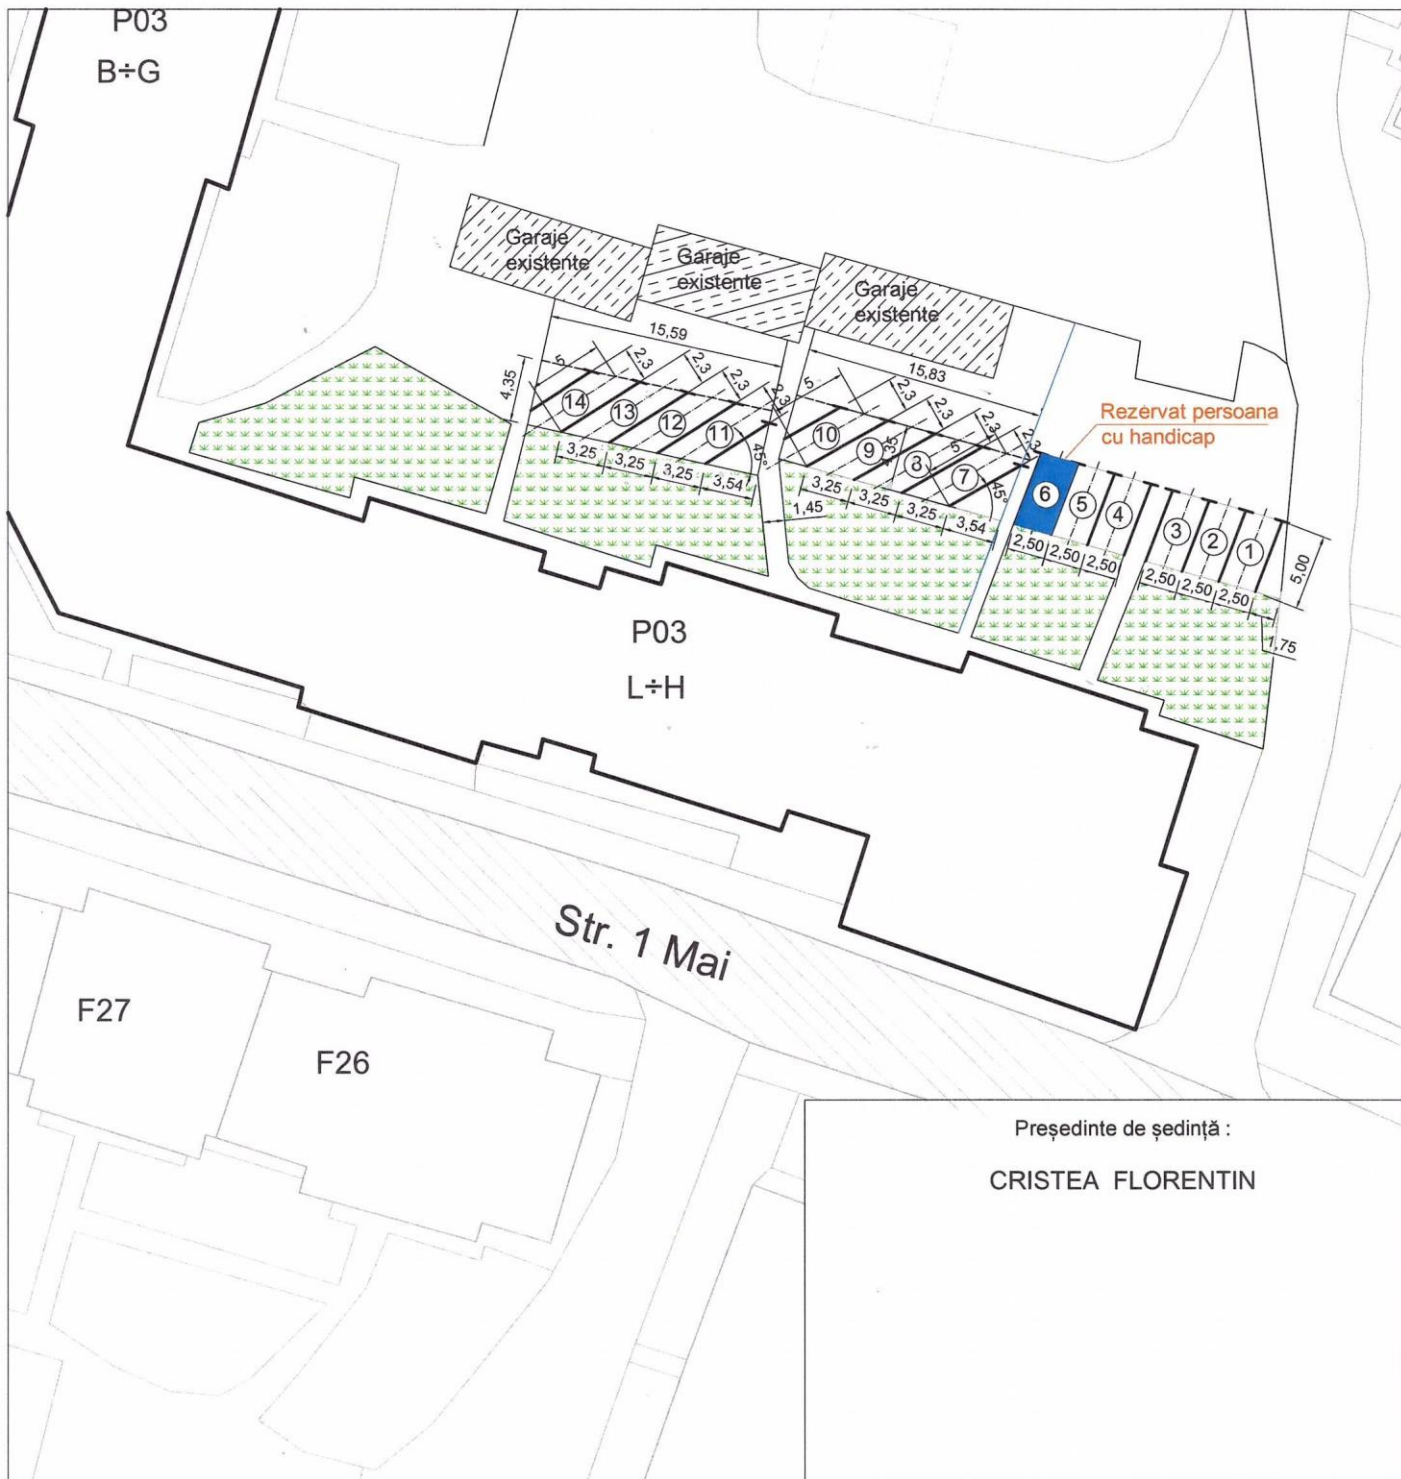 P03
B÷G
Garaje
existente
Garaje
existente
Garaje
existente
15,59
15,83
4,35
5
2,3
2,3
2,3
2,3
5
2,3
2,3
2,3
2,3
14
13
12
11
10
9
8
7
5
45°
45°
3,25
3,25
3,25
3,54
3,25
3,25
3,25
3,54
1,45
Rezervat persoana
cu handicap
6
5
4
3
2
1
2,50
2,50
2,50
2,50
2,50
2,50
5,00
1,75
P03
L÷H
Str. 1 Mai
F27
F26
Președinte de ședință :
CRISTEA FLORENTIN